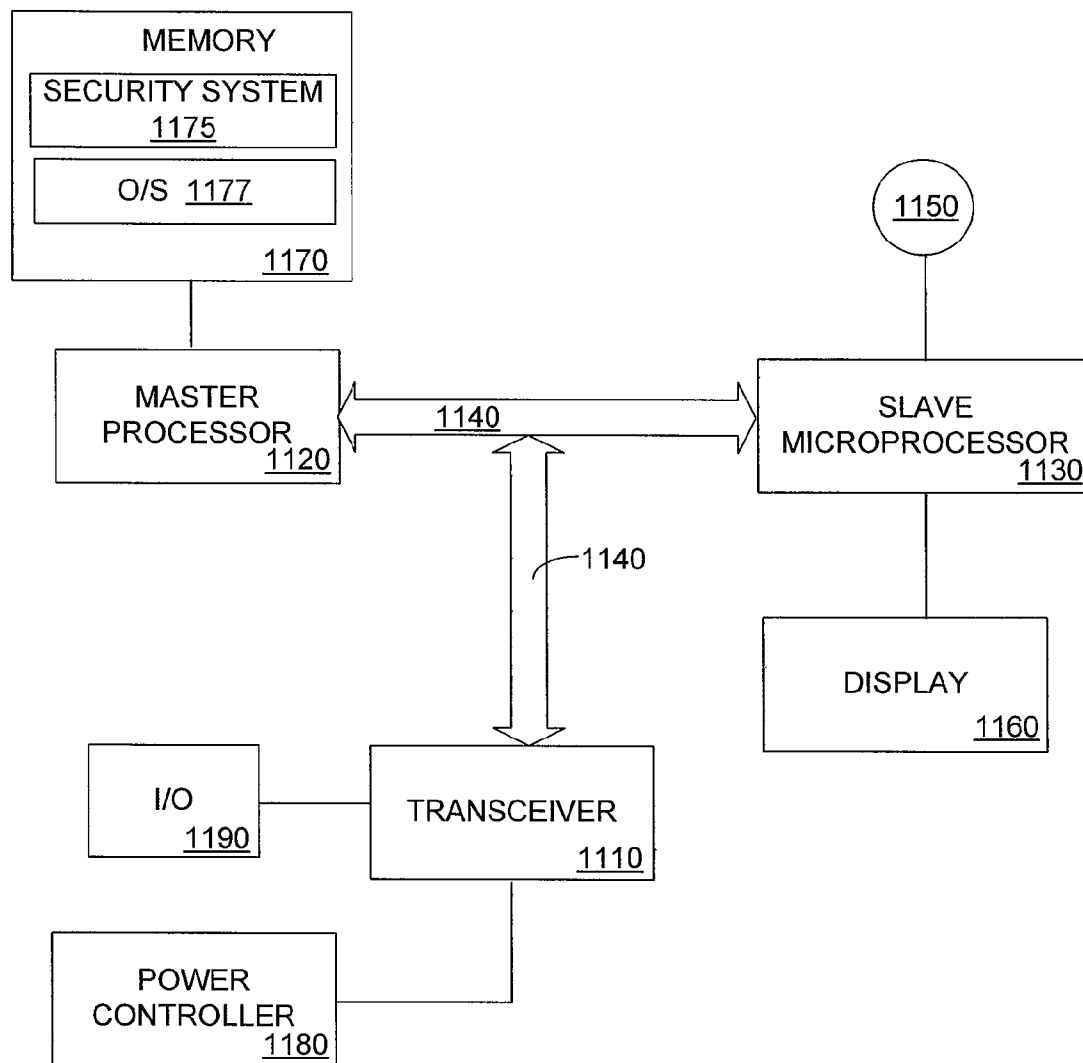 MEMORY
SECURITY SYSTEM
1175
O/S 1177
1170
1150
MASTER
PROCESSOR
1120
1140
SLAVE
MICROPROCESSOR
1130
1140
DISPLAY
1160
I/O
1190
TRANSCEIVER
1110
POWER
CONTROLLER
1180